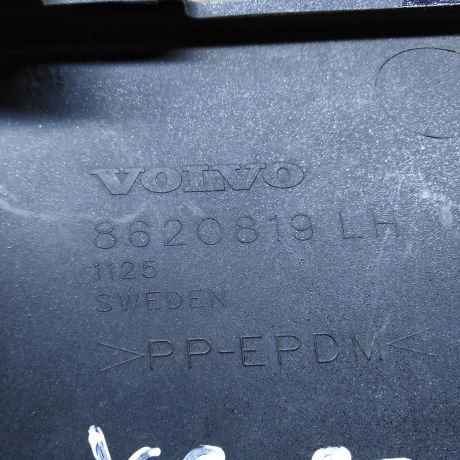 VOLVO
8620819 LH
1125
SWEDEN
>PP-EPDM<